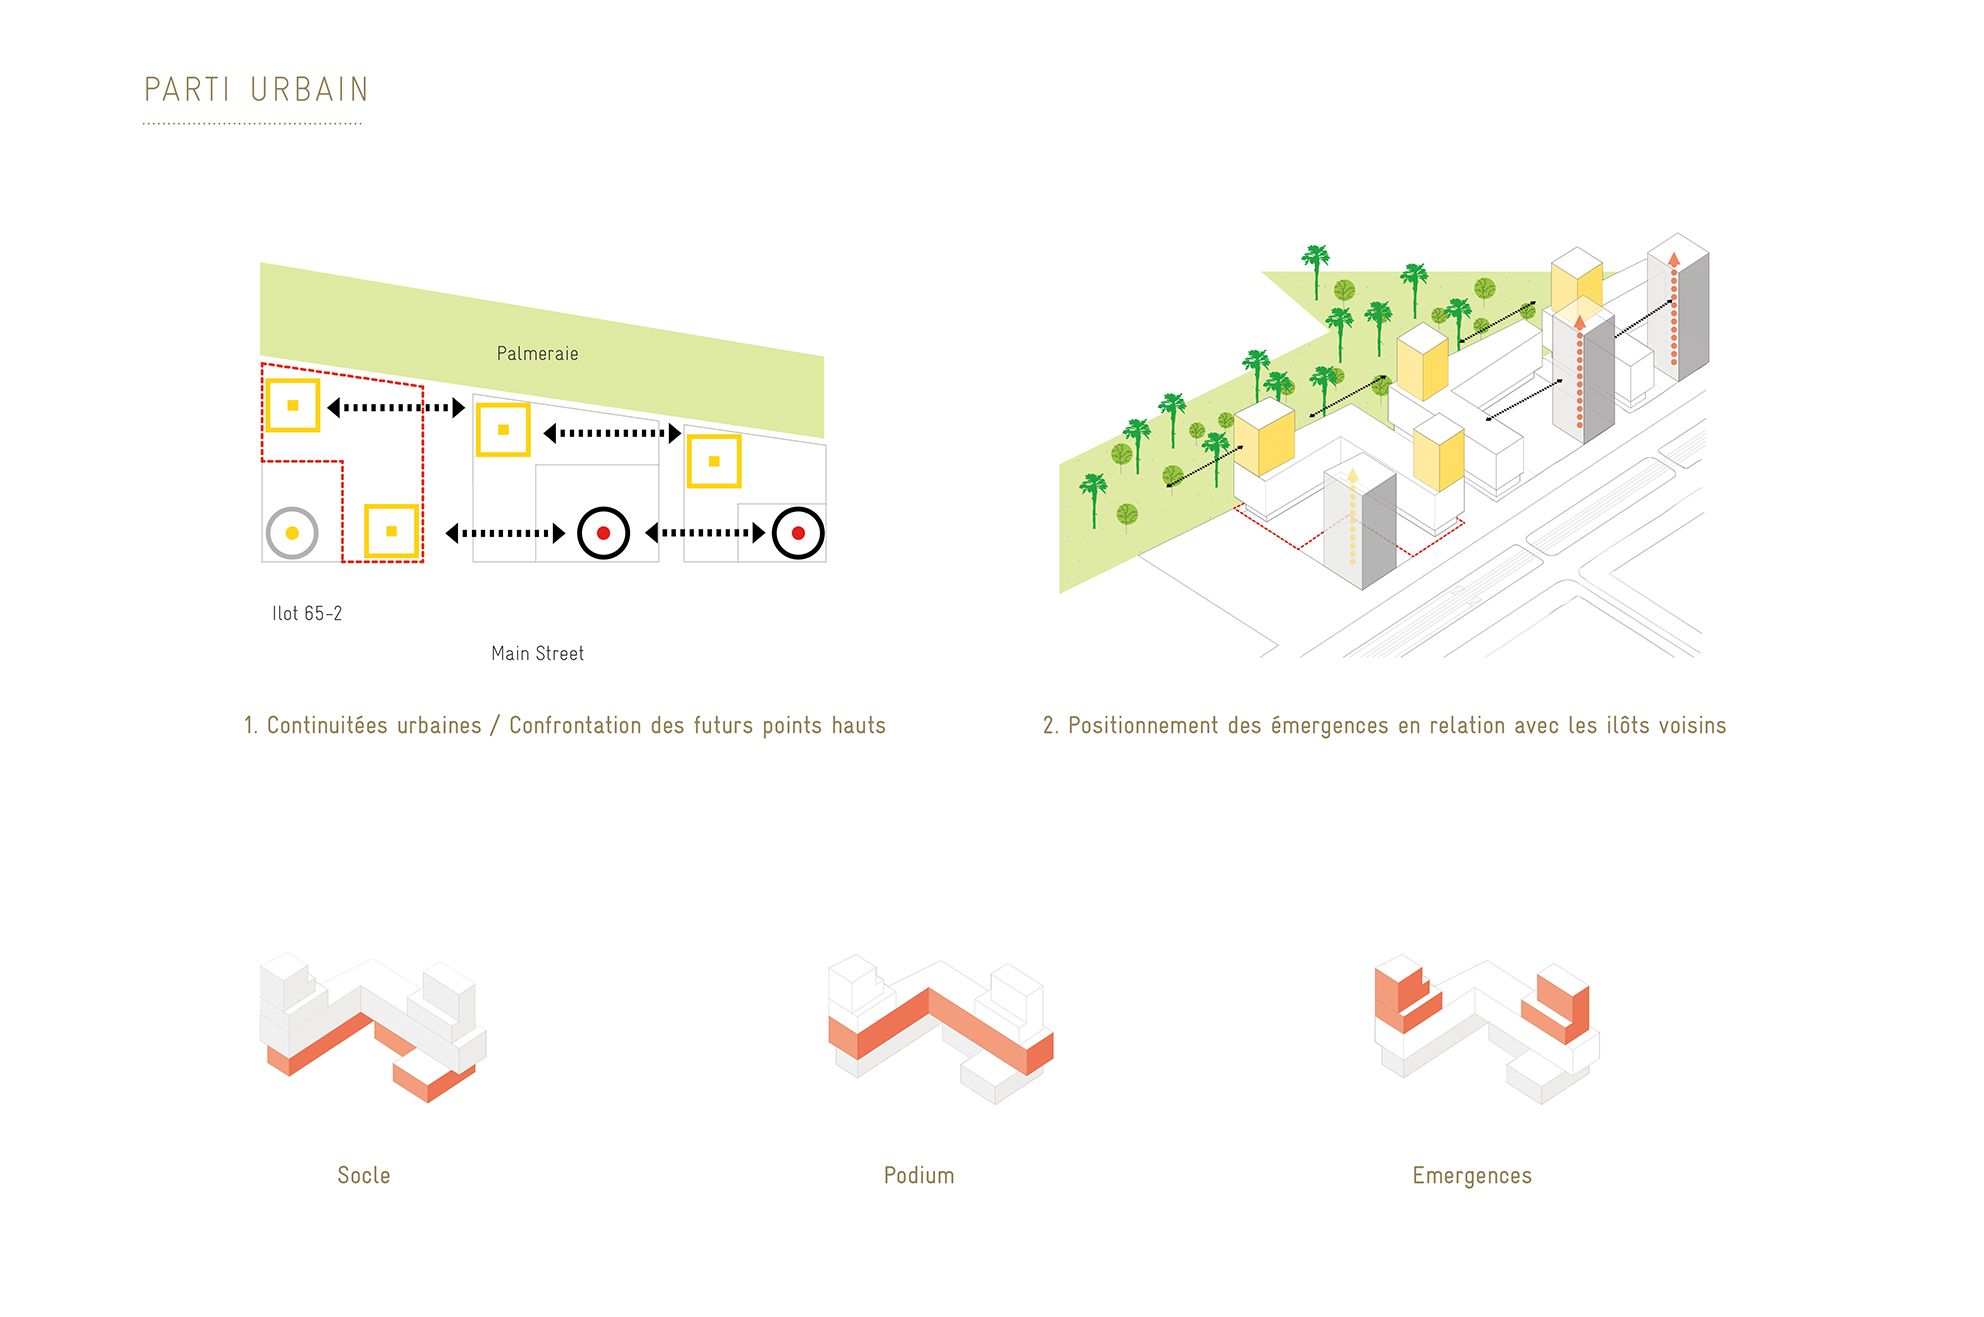 PARTI URBAIN
Palmeraie
Ilot 65-2
Main Street
1. Continuitées urbaines / Confrontation des futurs points hauts
2. Positionnement des émergences en relation avec les ilôts voisins
Socle
Podium
Emergences